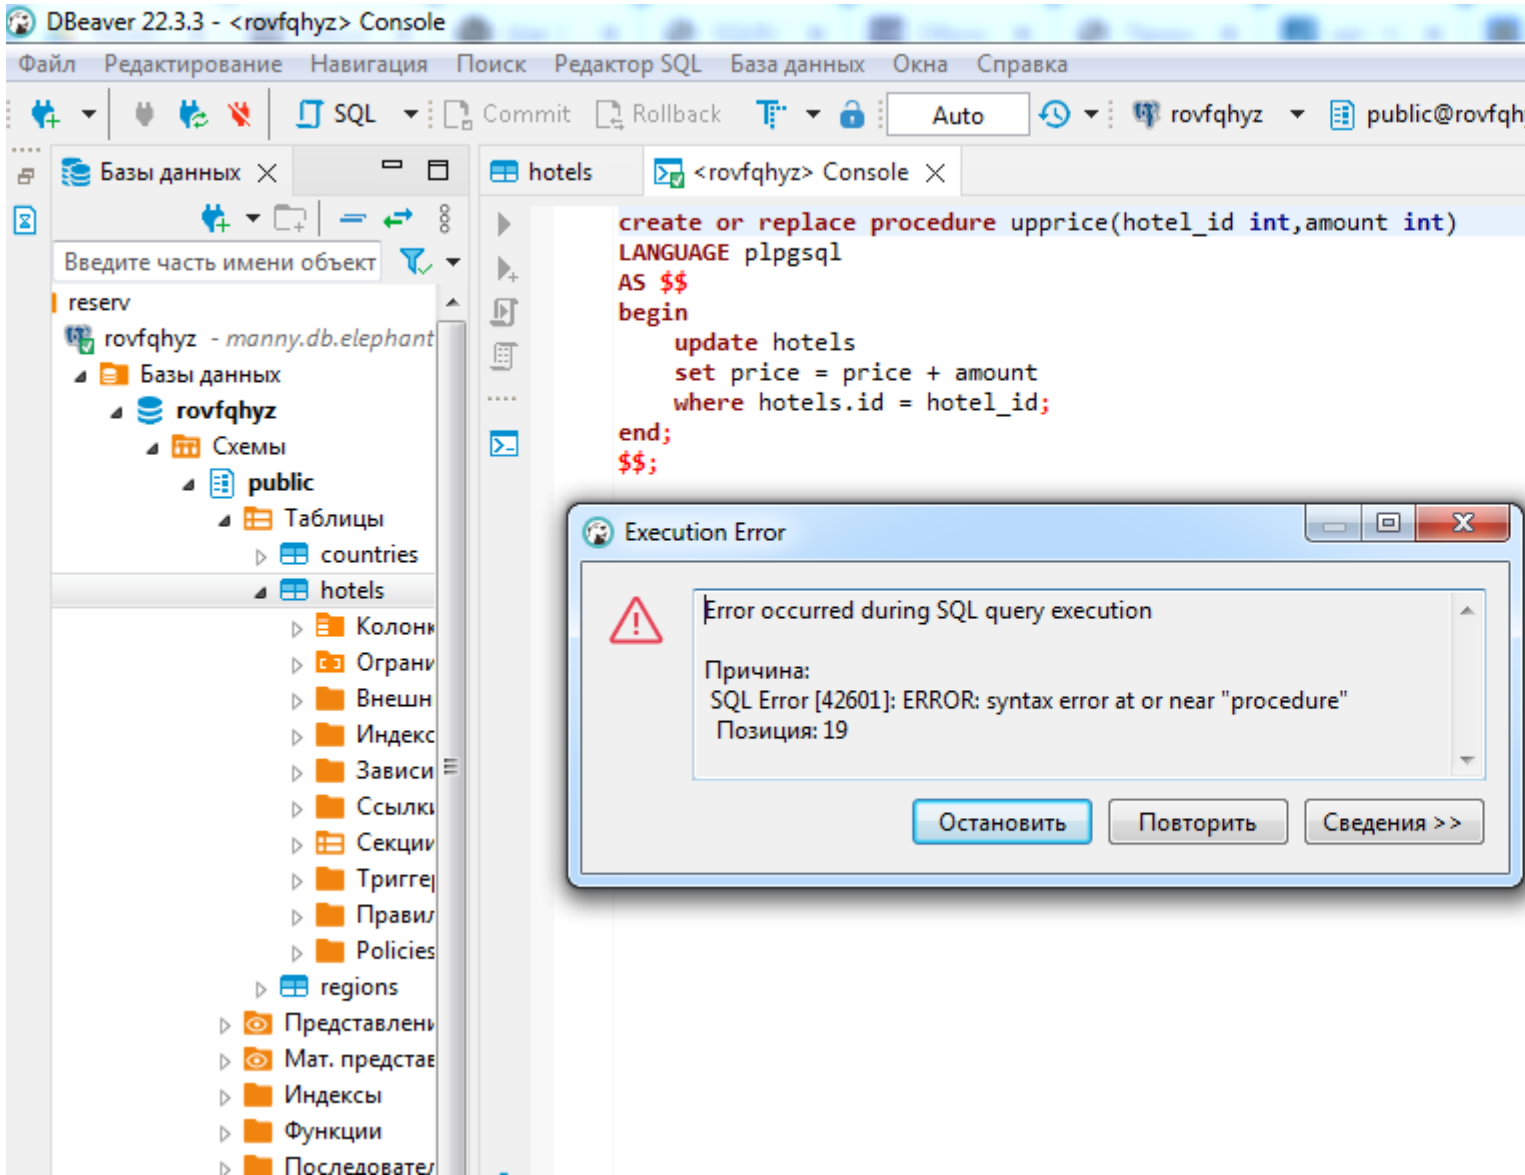 DBeaver 22.3.3 - <rovfqhyz> Console
Файл Редактирование Навигация Поиск Редактор SQL База данных Окна Справка
SQL Commit Rollback Auto rovfqhyz public@rovfqh
Базы данных
hotels <rovfqhyz> Console
Введите часть имени объект
reserv
rovfqhyz - manny.db.elephant
Базы данных
rovfqhyz
Схемы
public
Таблицы
countries
hotels
Колонк
Ограни
Внешн
Индекс
Зависи
Ссылки
Секции
Тригге
Правил
Policies
regions
Представлени
Мат. представ
Индексы
Функции
Последовател
create or replace procedure upprice(hotel_id int,amount int)
LANGUAGE plpgsql
AS $$
begin
update hotels
set price = price + amount
where hotels.id = hotel_id;
end;
$$;
Execution Error
Error occurred during SQL query execution
Причина:
SQL Error [42601]: ERROR: syntax error at or near "procedure"
Позиция: 19
Остановить Повторить Сведения >>